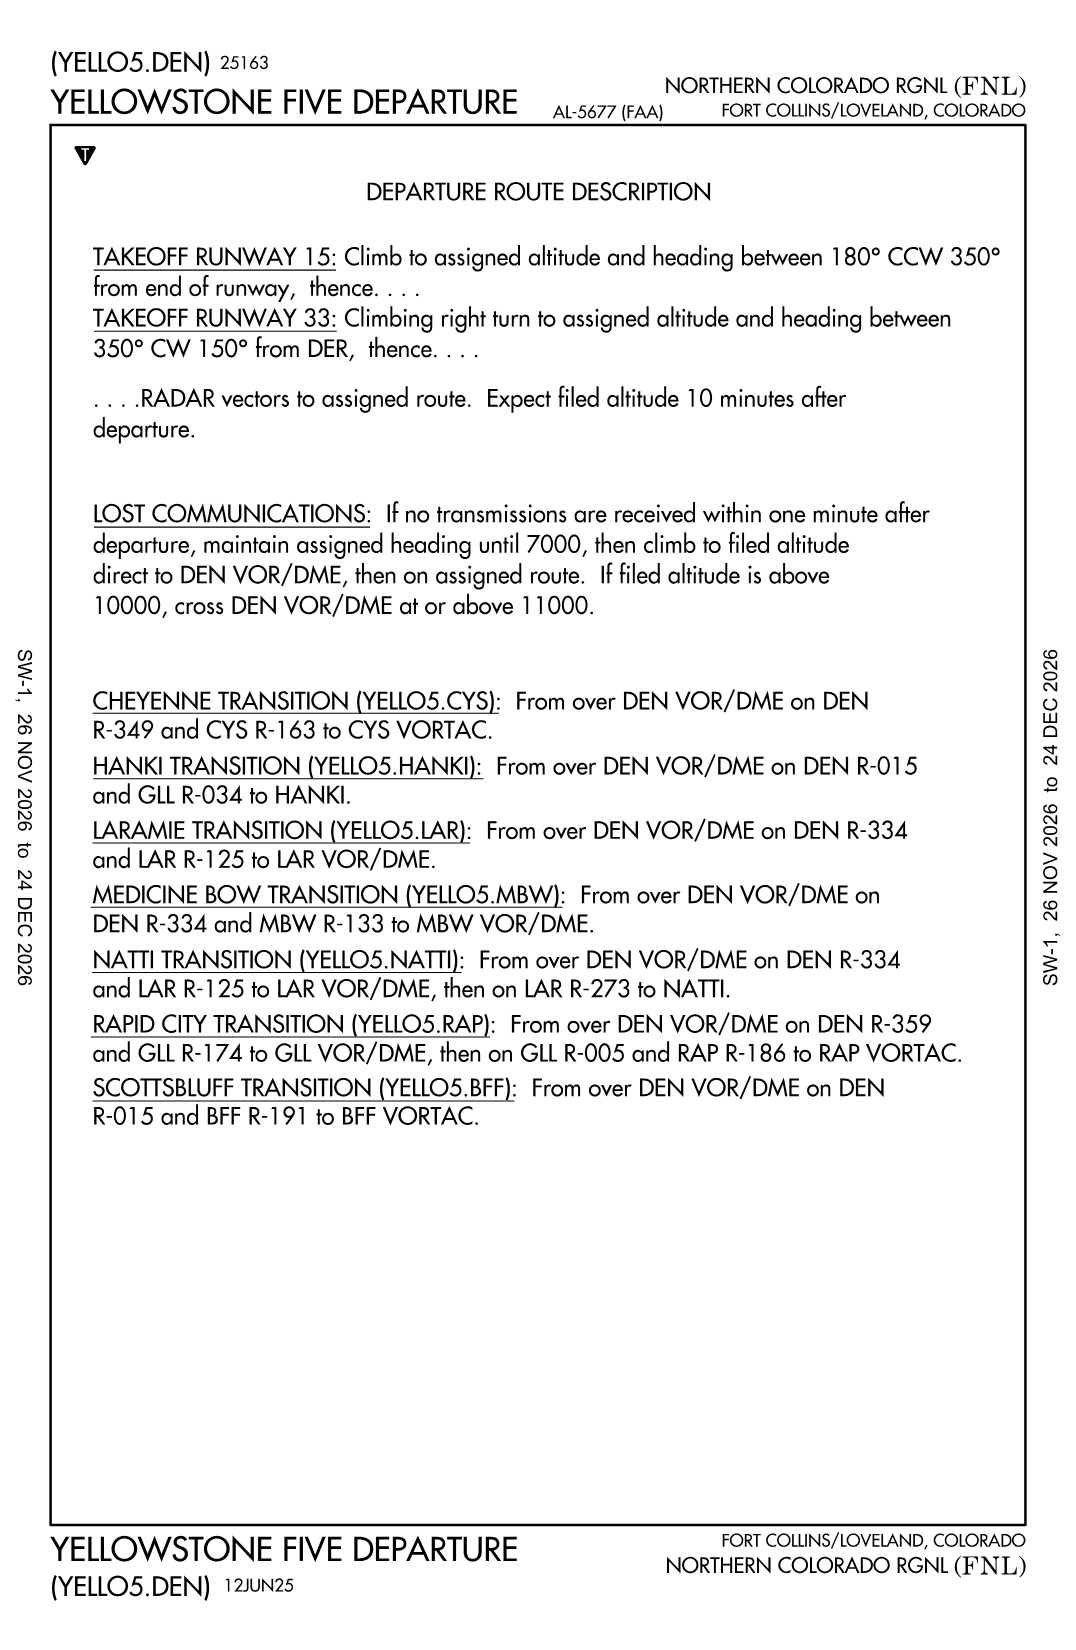 (YELLO5.DEN) 25163
YELLOWSTONE FIVE DEPARTURE
AL-5677 (FAA)
NORTHERN COLORADO RGNL (FNL)
FORT COLLINS/LOVELAND, COLORADO
T
DEPARTURE ROUTE DESCRIPTION
TAKEOFF RUNWAY 15: Climb to assigned altitude and heading between 180° CCW 350°
from end of runway, thence. . . .
TAKEOFF RUNWAY 33: Climbing right turn to assigned altitude and heading between
350° CW 150° from DER, thence. . . .
. . . .RADAR vectors to assigned route. Expect filed altitude 10 minutes after
departure.
LOST COMMUNICATIONS: If no transmissions are received within one minute after
departure, maintain assigned heading until 7000, then climb to filed altitude
direct to DEN VOR/DME, then on assigned route. If filed altitude is above
10000, cross DEN VOR/DME at or above 11000.
CHEYENNE TRANSITION (YELLO5.CYS): From over DEN VOR/DME on DEN
R-349 and CYS R-163 to CYS VORTAC.
HANKI TRANSITION (YELLO5.HANKI): From over DEN VOR/DME on DEN R-015
and GLL R-034 to HANKI.
LARAMIE TRANSITION (YELLO5.LAR): From over DEN VOR/DME on DEN R-334
and LAR R-125 to LAR VOR/DME.
MEDICINE BOW TRANSITION (YELLO5.MBW): From over DEN VOR/DME on
DEN R-334 and MBW R-133 to MBW VOR/DME.
NATTI TRANSITION (YELLO5.NATTI): From over DEN VOR/DME on DEN R-334
and LAR R-125 to LAR VOR/DME, then on LAR R-273 to NATTI.
RAPID CITY TRANSITION (YELLO5.RAP): From over DEN VOR/DME on DEN R-359
and GLL R-174 to GLL VOR/DME, then on GLL R-005 and RAP R-186 to RAP VORTAC.
SCOTTSBLUFF TRANSITION (YELLO5.BFF): From over DEN VOR/DME on DEN
R-015 and BFF R-191 to BFF VORTAC.
SW-1, 26 NOV 2026 to 24 DEC 2026
SW-1, 26 NOV 2026 to 24 DEC 2026
YELLOWSTONE FIVE DEPARTURE
(YELLO5.DEN) 12JUN25
FORT COLLINS/LOVELAND, COLORADO
NORTHERN COLORADO RGNL (FNL)